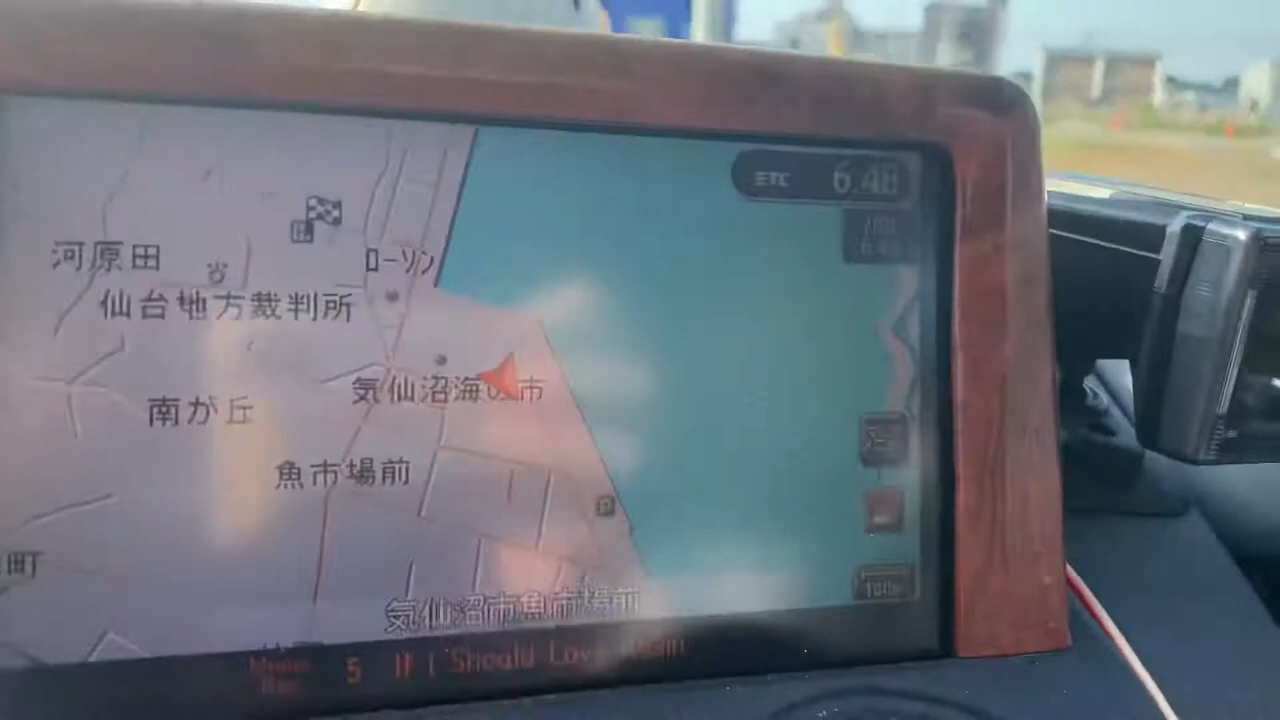 ETC 6:48
河原田
ローソン
仙台地方裁判所
気仙沼海の市
南が丘
魚市場前
P
町
気仙沼市魚市場前
100m
5 If I Should Love Again